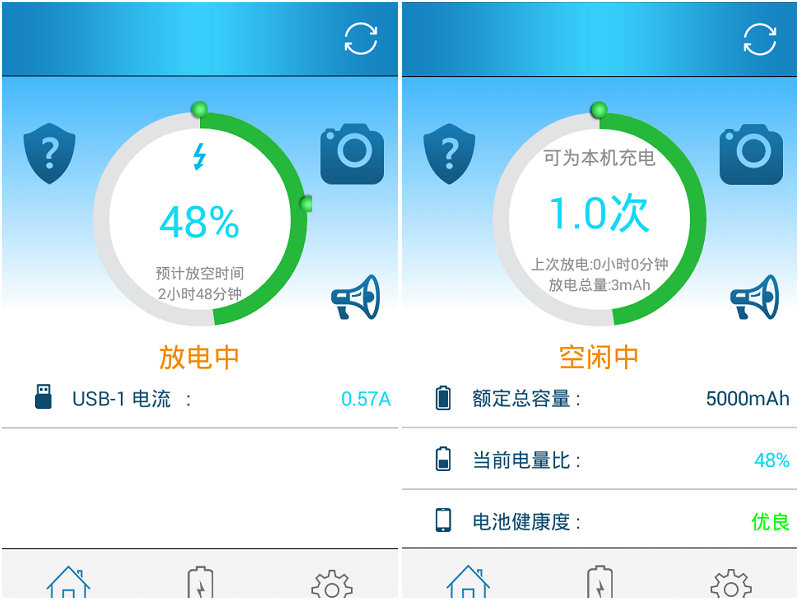 ?
48%
预计放空时间
2小时48分钟
放电中
USB-1 电流 :
0.57A
?
可为本机充电
1.0次
上次放电:0小时0分钟
放电总量:3mAh
空闲中
额定总容量 :
5000mAh
当前电量比 :
48%
电池健康度 :
优良